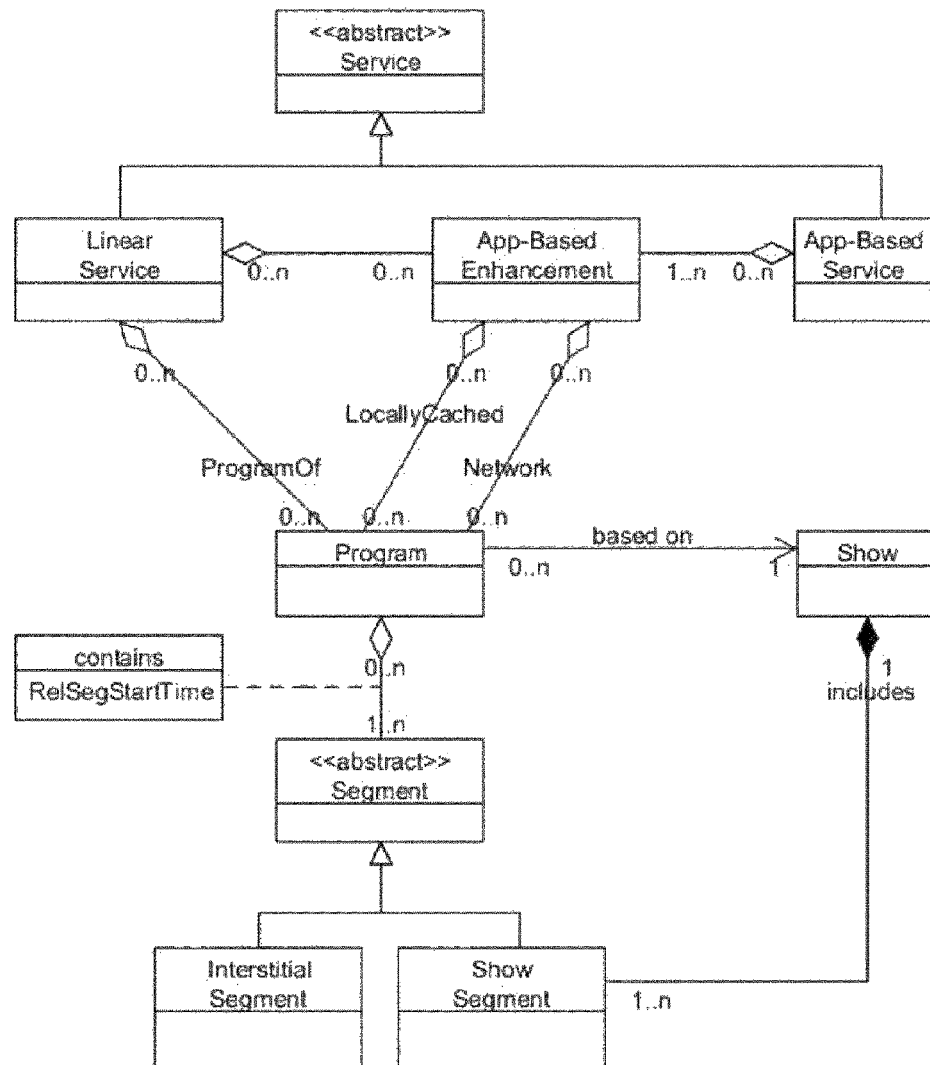 <<abstract>>
Service
Linear
Service
App-Based
Enhancement
App-Based
Service
0..n
0..n
1..n
0..n
0..n
0..n
0..n
LocallyCached
ProgramOf
Network
0..n
0..n
0..n
Program
based on
0..n
1
Show
contains
RelSegStartTime
0..n
1..n
1
includes
<<abstract>>
Segment
Interstitial
Segment
Show
Segment
1..n